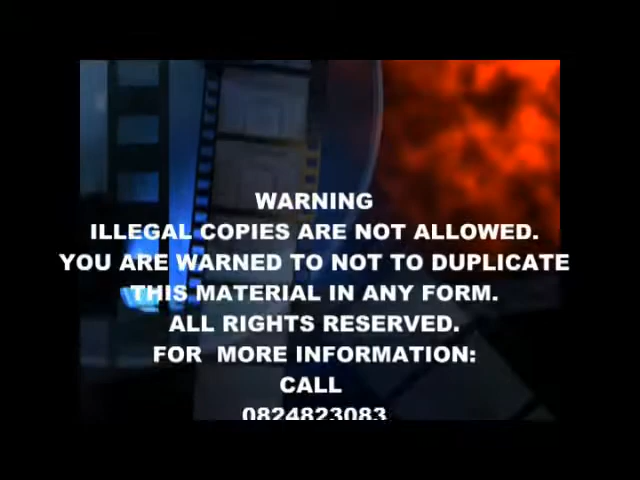 WARNING
ILLEGAL COPIES ARE NOT ALLOWED.
YOU ARE WARNED TO NOT TO DUPLICATE
THIS MATERIAL IN ANY FORM.
ALL RIGHTS RESERVED.
FOR MORE INFORMATION:
CALL
0824823083